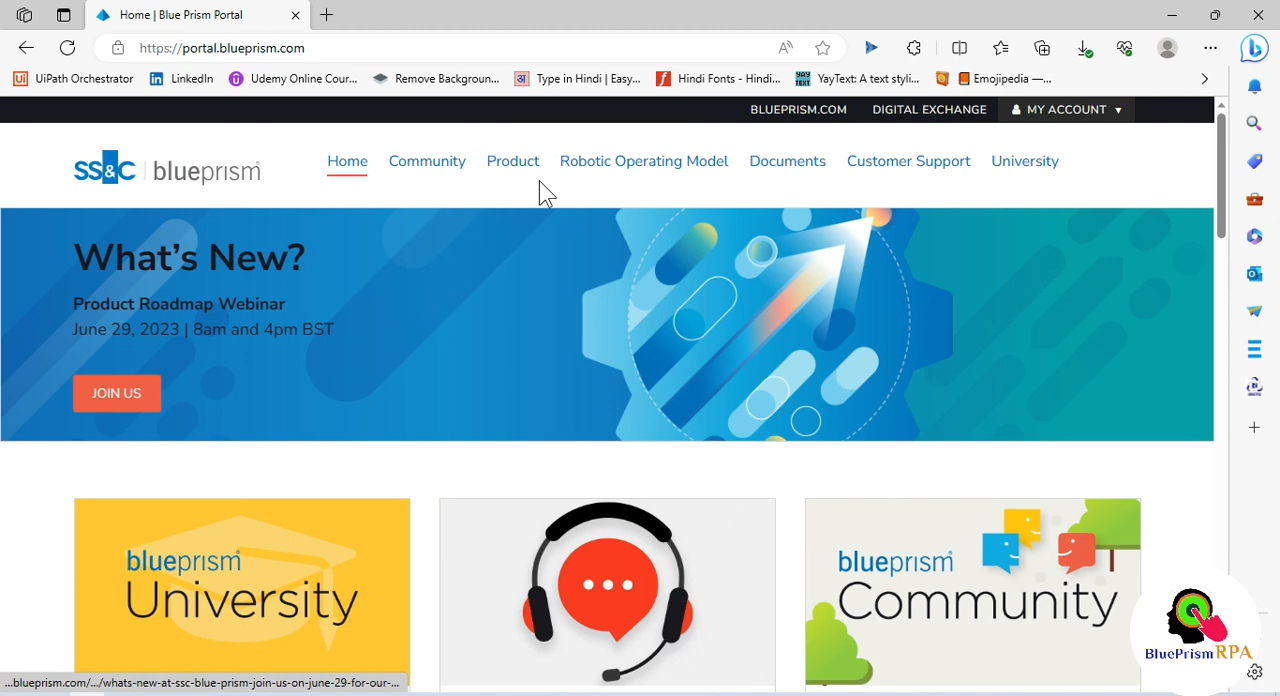 Home | Blue Prism Portal
https://portal.blueprism.com
UiPath Orchestrator
LinkedIn
Udemy Online Cour...
Remove Backgroun...
Type in Hindi | Easy...
Hindi Fonts - Hindi...
YayText: A text styli...
Emojipedia —...
BLUEPRISM.COM
DIGITAL EXCHANGE
MY ACCOUNT
SS&C | blueprism
Home
Community
Product
Robotic Operating Model
Documents
Customer Support
University
What's New?
Product Roadmap Webinar
June 29, 2023 | 8am and 4pm BST
JOIN US
blueprism
University
blueprism
Community
BluePrism RPA
...blueprism.com/.../whats-new-at-ssc-blue-prism-join-us-on-june-29-for-our-...